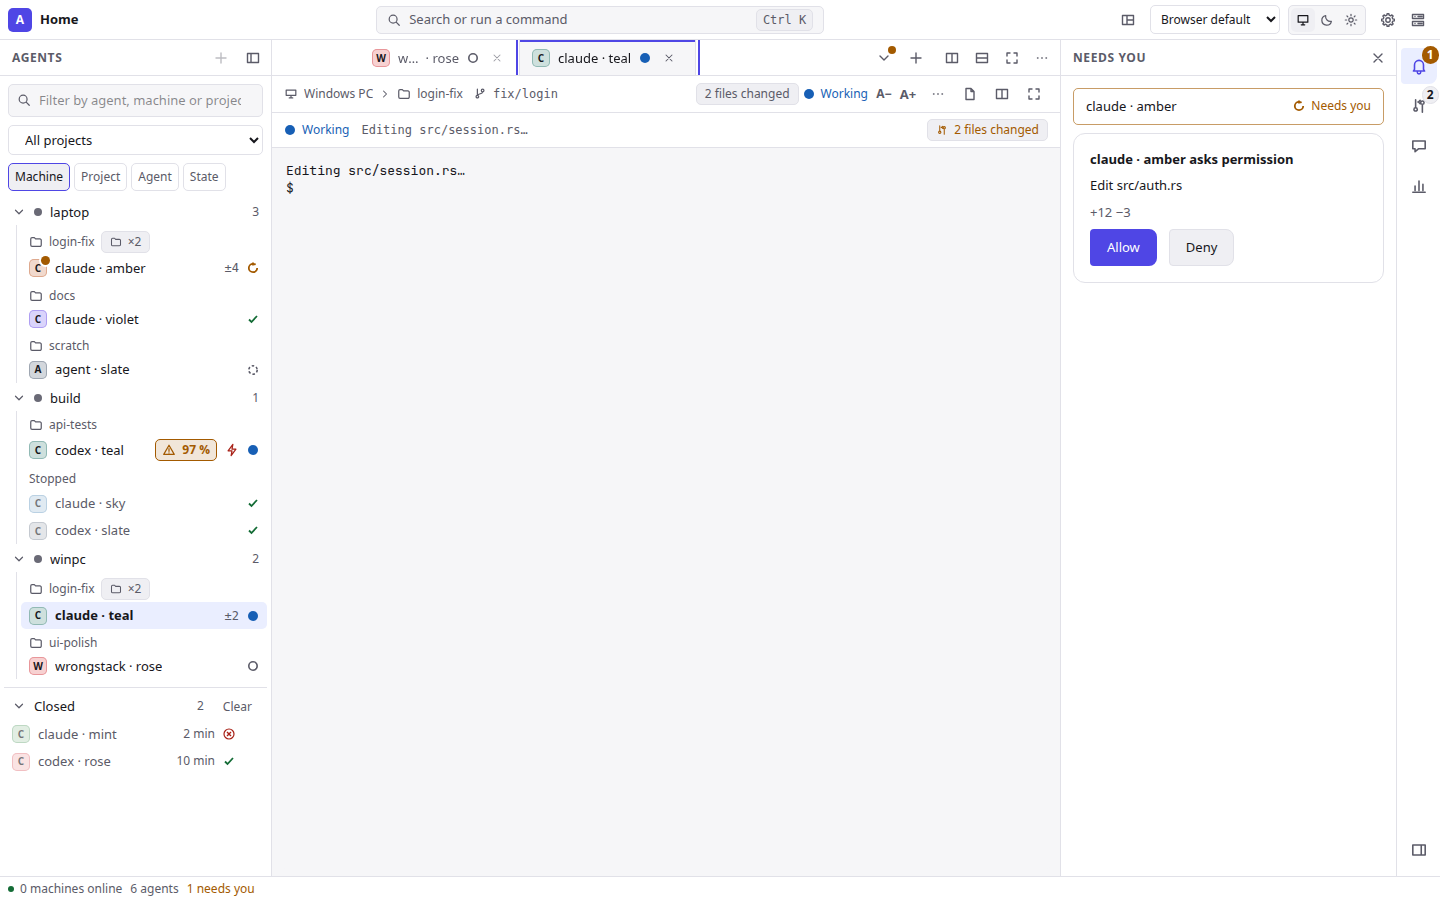 A Home
Search or run a command Ctrl K
Browser default
AGENTS
Filter by agent, machine or projec
All projects
Machine Project Agent State
laptop 3
login-fix ×2
C claude · amber ±4
docs
C claude · violet
scratch
A agent · slate
build 1
api-tests
C codex · teal 97 %
Stopped
C claude · sky
C codex · slate
winpc 2
login-fix ×2
C claude · teal ±2
ui-polish
W wrongstack · rose
Closed 2 Clear
C claude · mint 2 min
C codex · rose 10 min
W w… · rose
C claude · teal
Windows PC login-fix fix/login
2 files changed Working A− A+
Working Editing src/session.rs…
2 files changed
Editing src/session.rs…
$
NEEDS YOU
claude · amber Needs you
claude · amber asks permission
Edit src/auth.rs
+12 −3
Allow Deny
1
2
0 machines online 6 agents 1 needs you